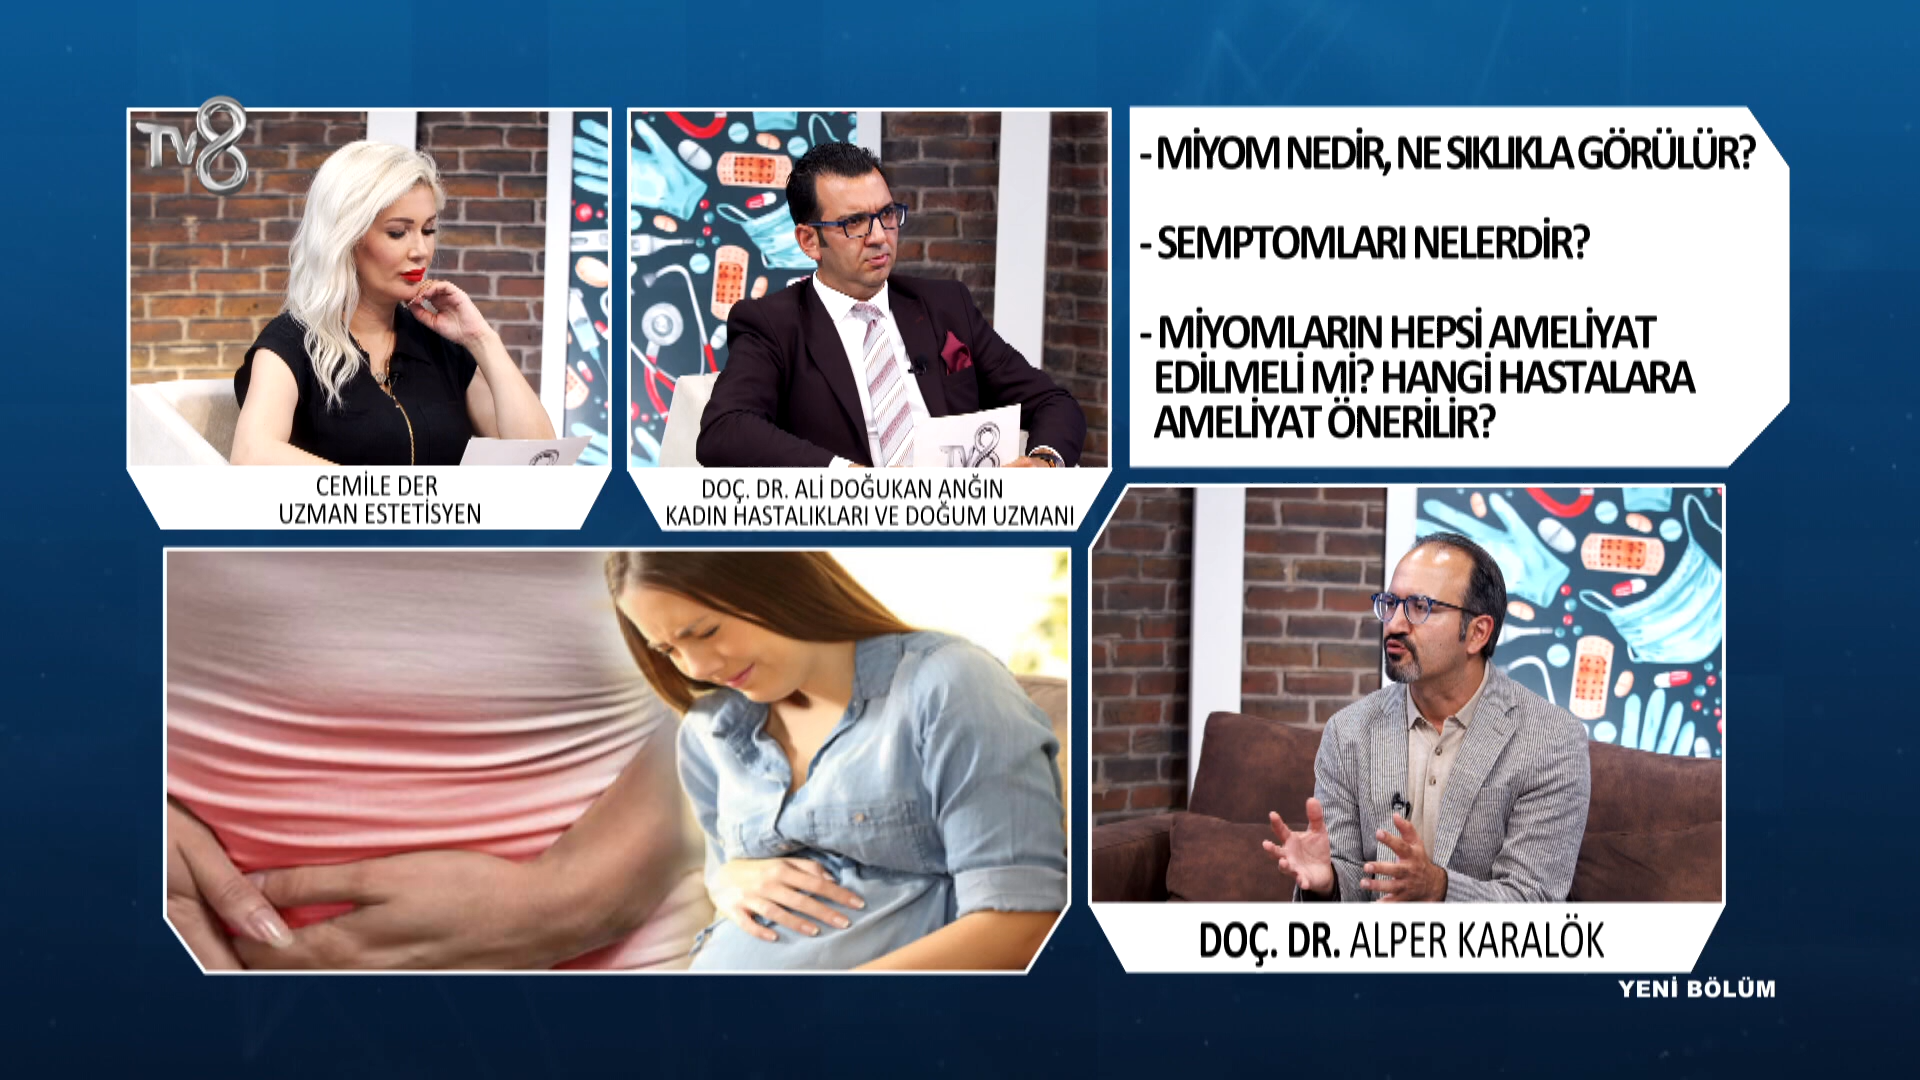 TV8
- MİYOM NEDİR, NE SIKLIKLA GÖRÜLÜR?
- SEMPTOMLARI NELERDİR?
- MİYOMLARIN HEPSİ AMELİYAT
EDİLMELİ Mİ? HANGİ HASTALARA
AMELİYAT ÖNERİLİR?
TV8
CEMİLE DER
UZMAN ESTETİSYEN
DOÇ. DR. ALİ DOĞUKAN ANĞIN
KADIN HASTALIKLARI VE DOĞUM UZMANI
DOÇ. DR. ALPER KARALÖK
YENİ BÖLÜM